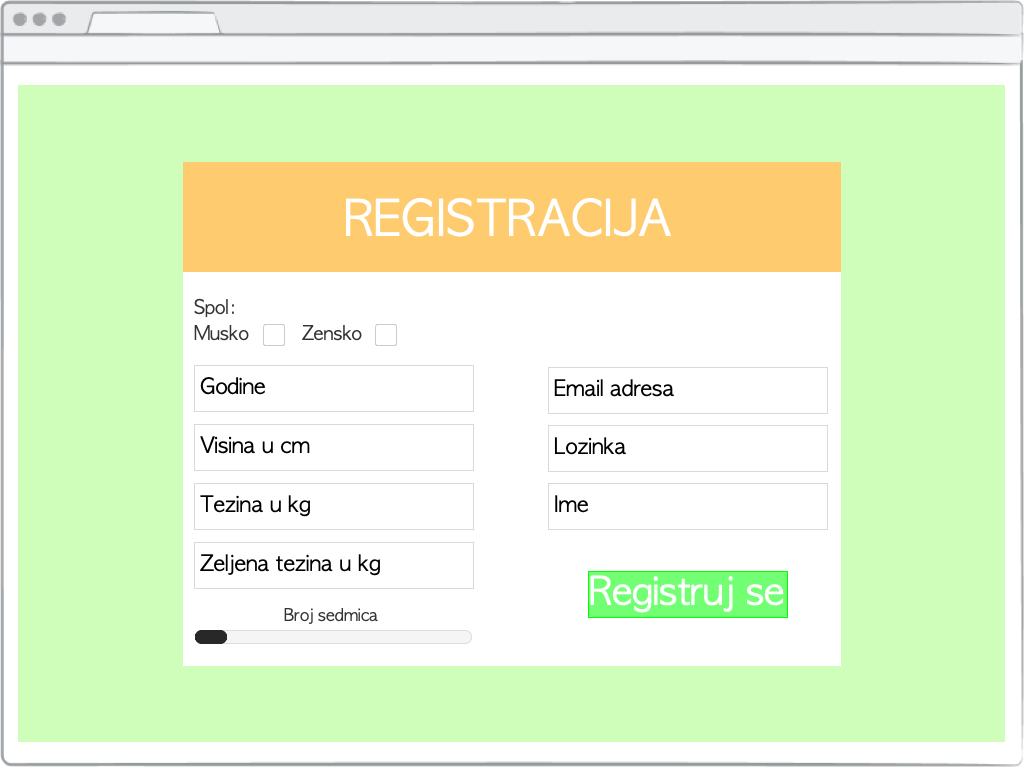 REGISTRACIJA
Spol:
Musko Zensko
Godine
Visina u cm
Tezina u kg
Zeljena tezina u kg
Broj sedmica
Email adresa
Lozinka
Ime
Registruj se